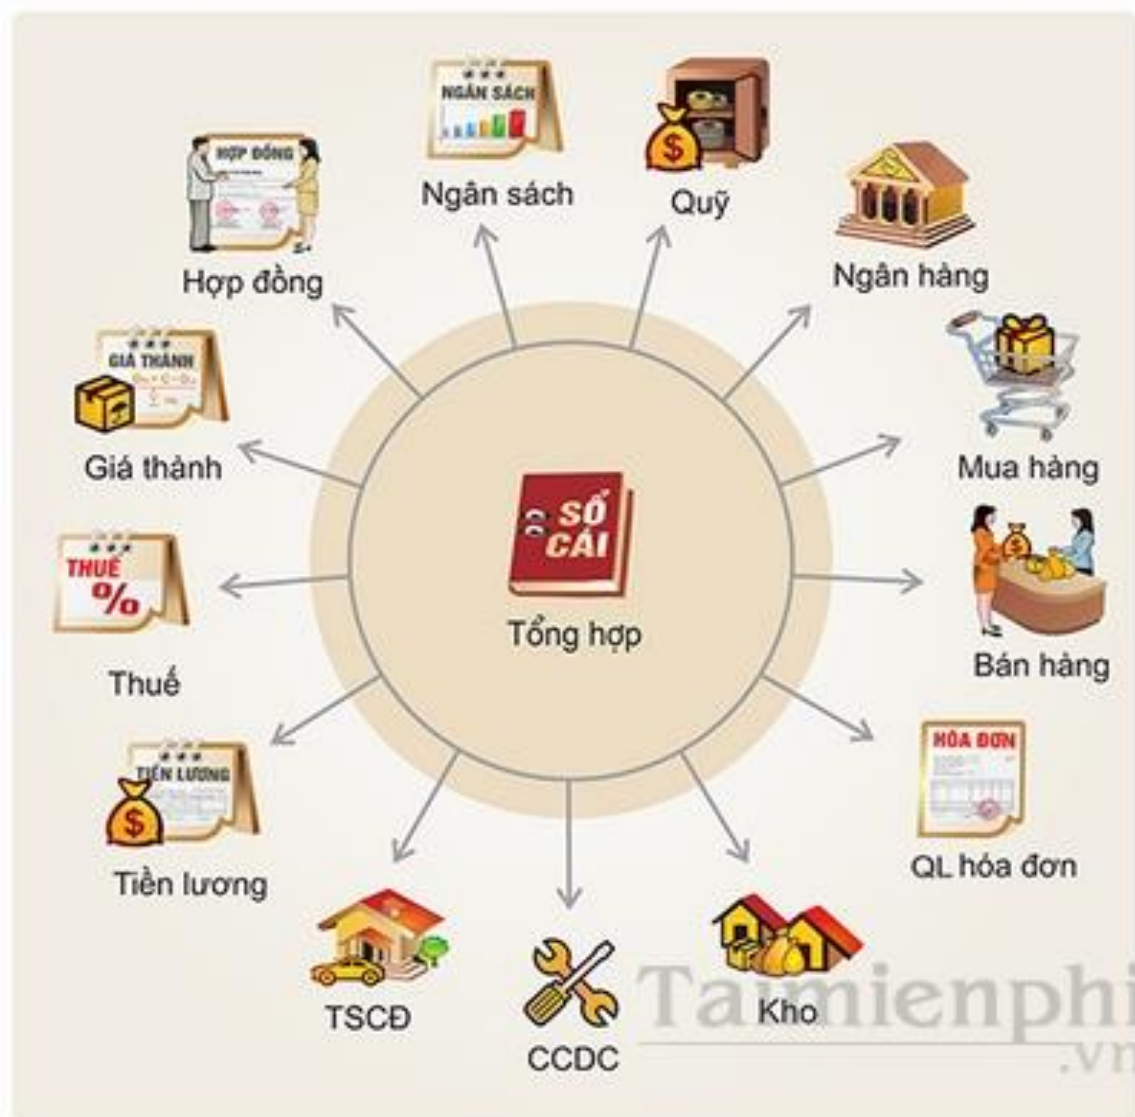 NGÂN SÁCH
Ngân sách
Quỹ
HỢP ĐỒNG
Hợp đồng
Ngân hàng
GIÁ THÀNH
Giá thành
Mua hàng
SỔ
CÁI
Tổng hợp
THUẾ
%
Thuế
Bán hàng
TIỀN LƯƠNG
Tiền lương
HÓA ĐƠN
QL hóa đơn
TSCĐ
CCDC
Kho
Taimienphi
.vn